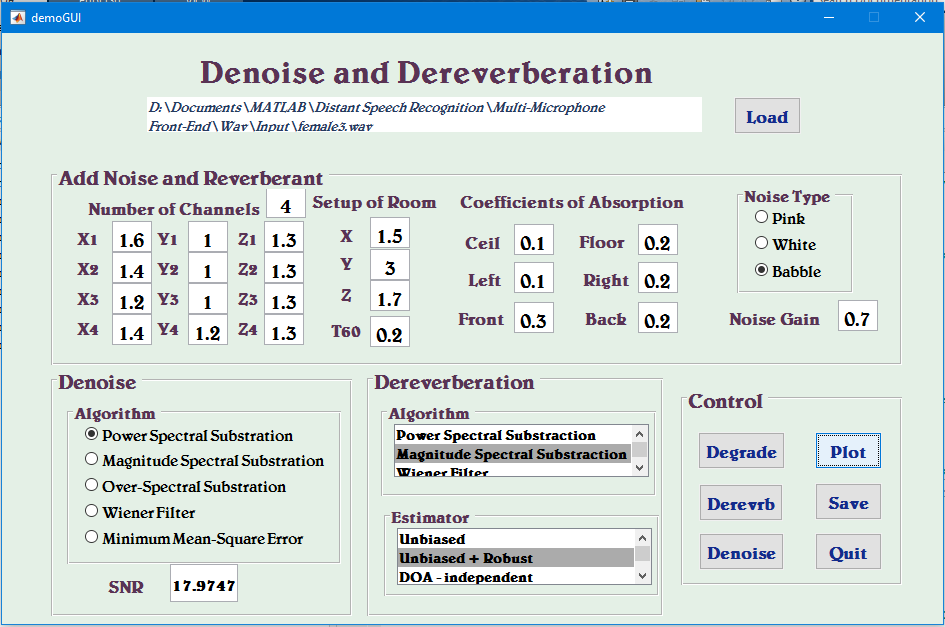 demoGUI
Denoise and Dereverberation
D:\Documents\MATLAB\Distant Speech Recognition\Multi-Microphone
Front-End\Wav\Input\female3.wav
Load
Add Noise and Reverberant
Number of Channels 4
X1 1.6 Y1 1 Z1 1.3
X2 1.4 Y2 1 Z2 1.3
X3 1.2 Y3 1 Z3 1.3
X4 1.4 Y4 1.2 Z4 1.3
Setup of Room
X 1.5
Y 3
Z 1.7
T60 0.2
Coefficients of Absorption
Ceil 0.1 Floor 0.2
Left 0.1 Right 0.2
Front 0.3 Back 0.2
Noise Type
Pink
White
Babble
Noise Gain 0.7
Denoise
Algorithm
Power Spectral Substration
Magnitude Spectral Substration
Over-Spectral Substration
Wiener Filter
Minimum Mean-Square Error
SNR 17.9747
Dereverberation
Algorithm
Power Spectral Substraction
Magnitude Spectral Substraction
Wiener Filter
Estimator
Unbiased
Unbiased + Robust
DOA - independent
Control
Degrade Plot
Derevrb Save
Denoise Quit